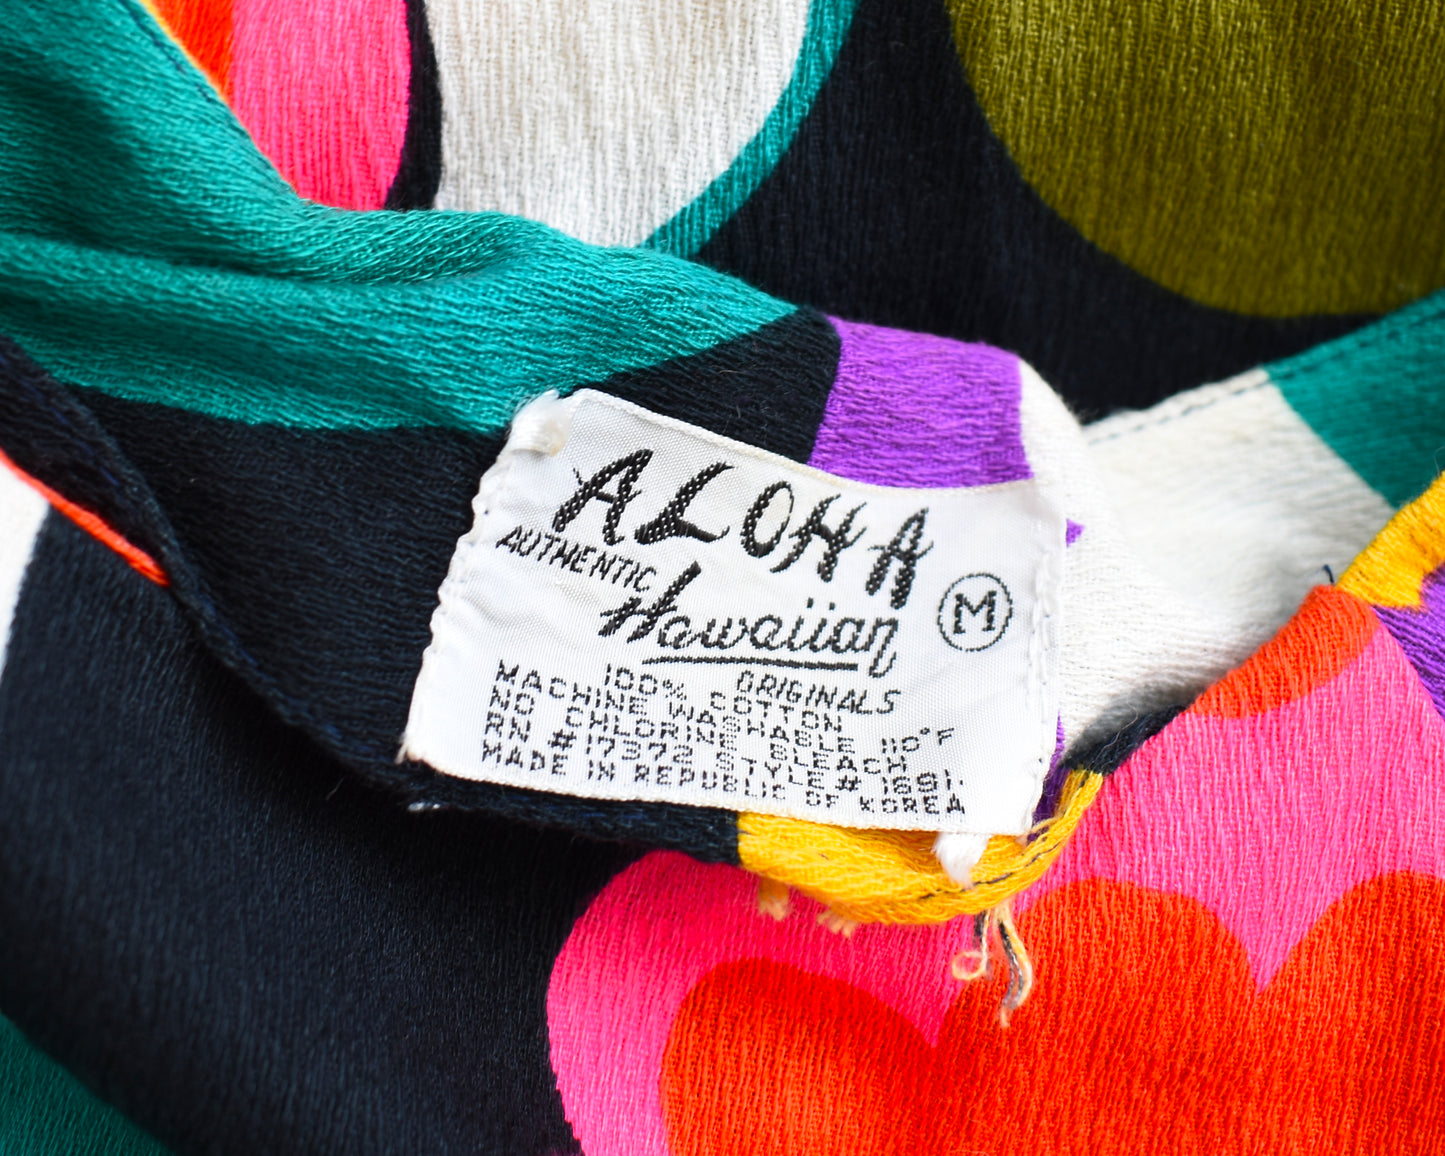 ALOHA
AUTHENTIC
Hawaiian
M
ORIGINALS
100% COTTON
MACHINE WASHABLE 110°F
NO CHLORINE BLEACH
RN #17372 STYLE# 1691
MADE IN REPUBLIC OF KOREA